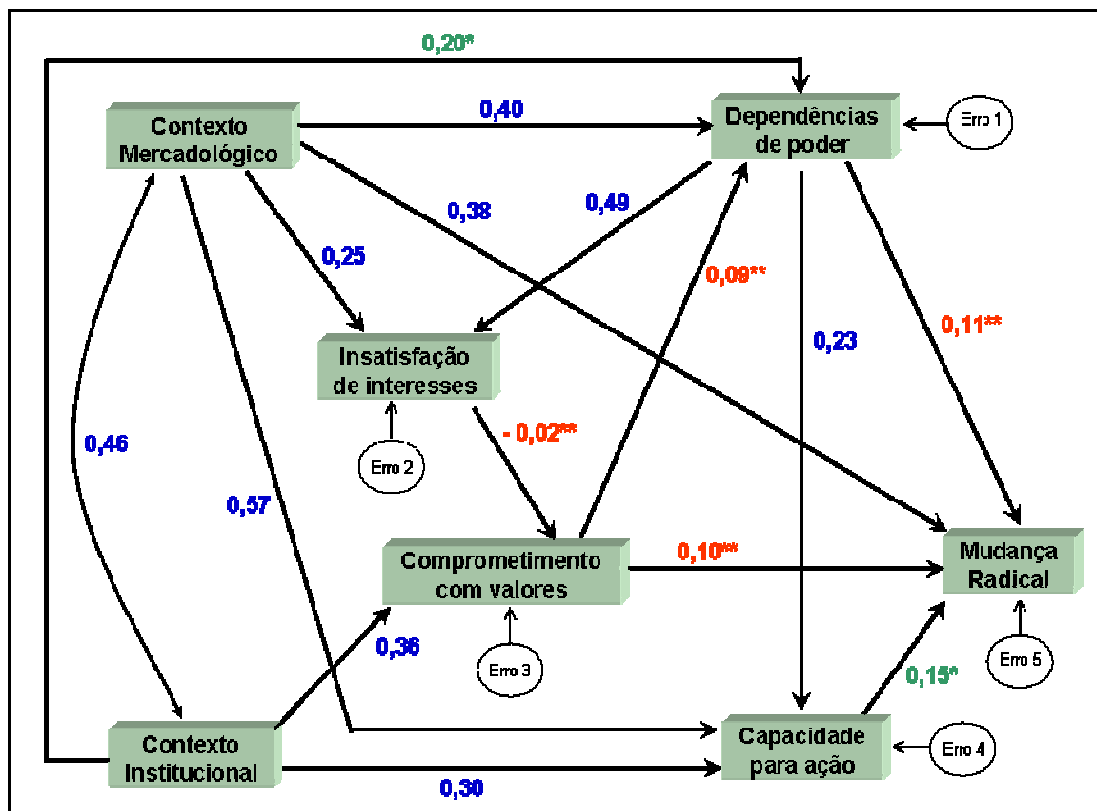 0,20*
Contexto
Mercadológico
0,40
Dependências
de poder
Erro 1
0,38
0,49
0,25
0,09**
0,11**
Insatisfação
de interesses
0,23
0,46
Erro 2
- 0,02**
0,57
Comprometimento
com valores
0,10**
Mudança
Radical
0,36
Erro 3
Erro 5
0,15*
Contexto
Institucional
0,30
Capacidade
para ação
Erro 4